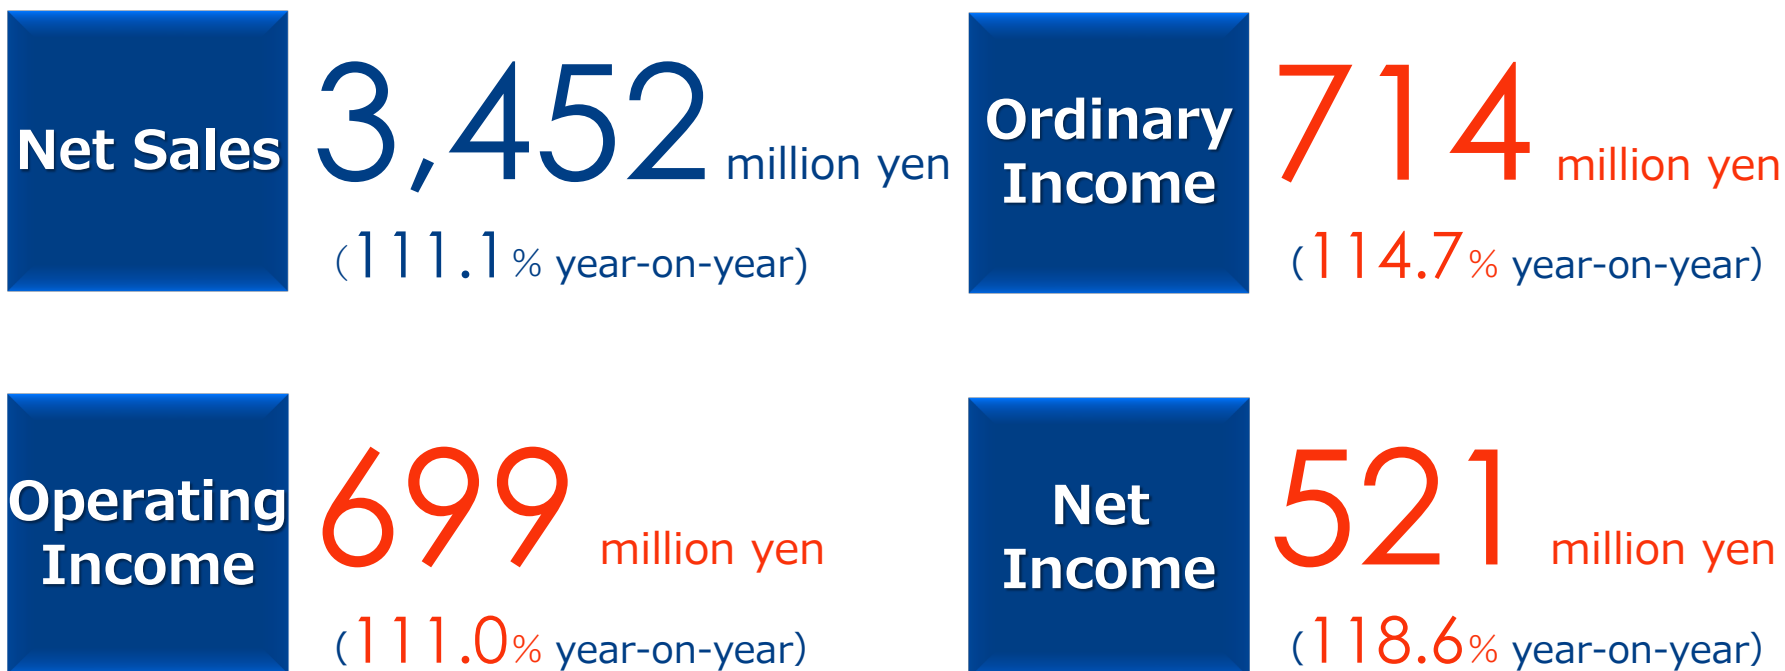 Net Sales
3,452 million yen
(111.1% year-on-year)
Ordinary
Income
714 million yen
(114.7% year-on-year)
Operating
Income
699 million yen
(111.0% year-on-year)
Net
Income
521 million yen
(118.6% year-on-year)